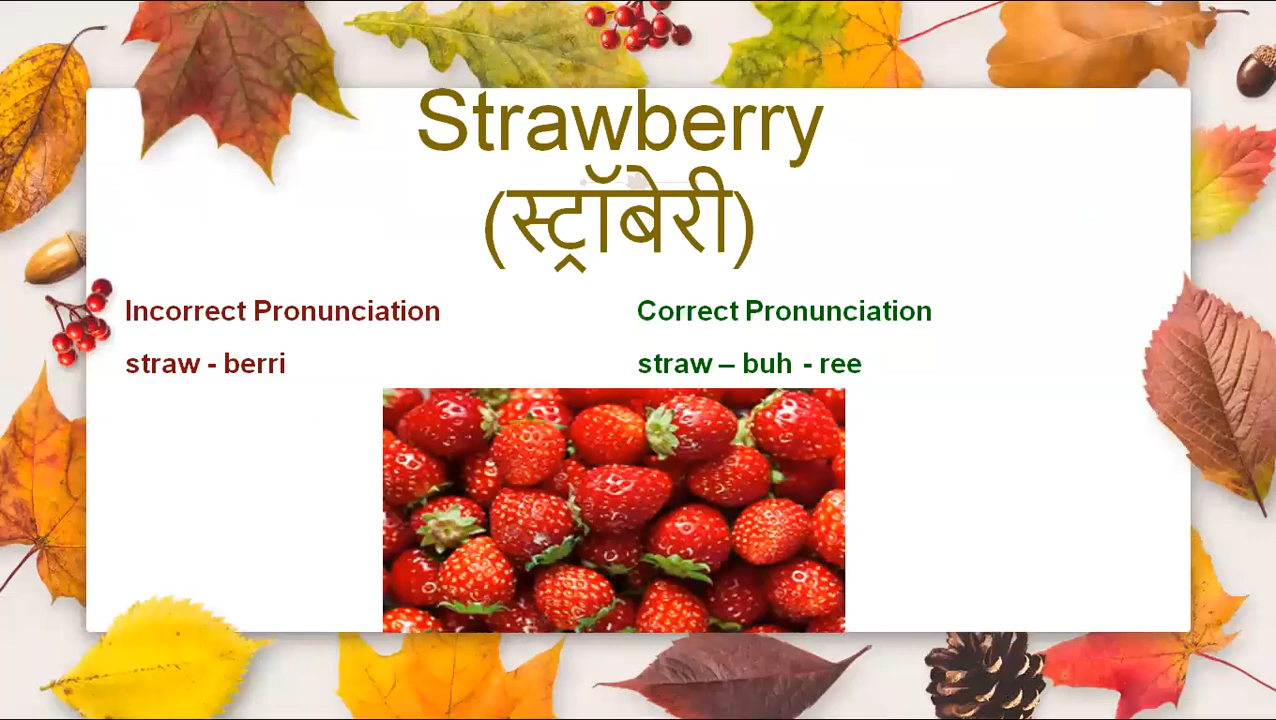 Strawberry
(स्ट्रॉबेरी)
Incorrect Pronunciation
Correct Pronunciation
straw - berri
straw – buh - ree